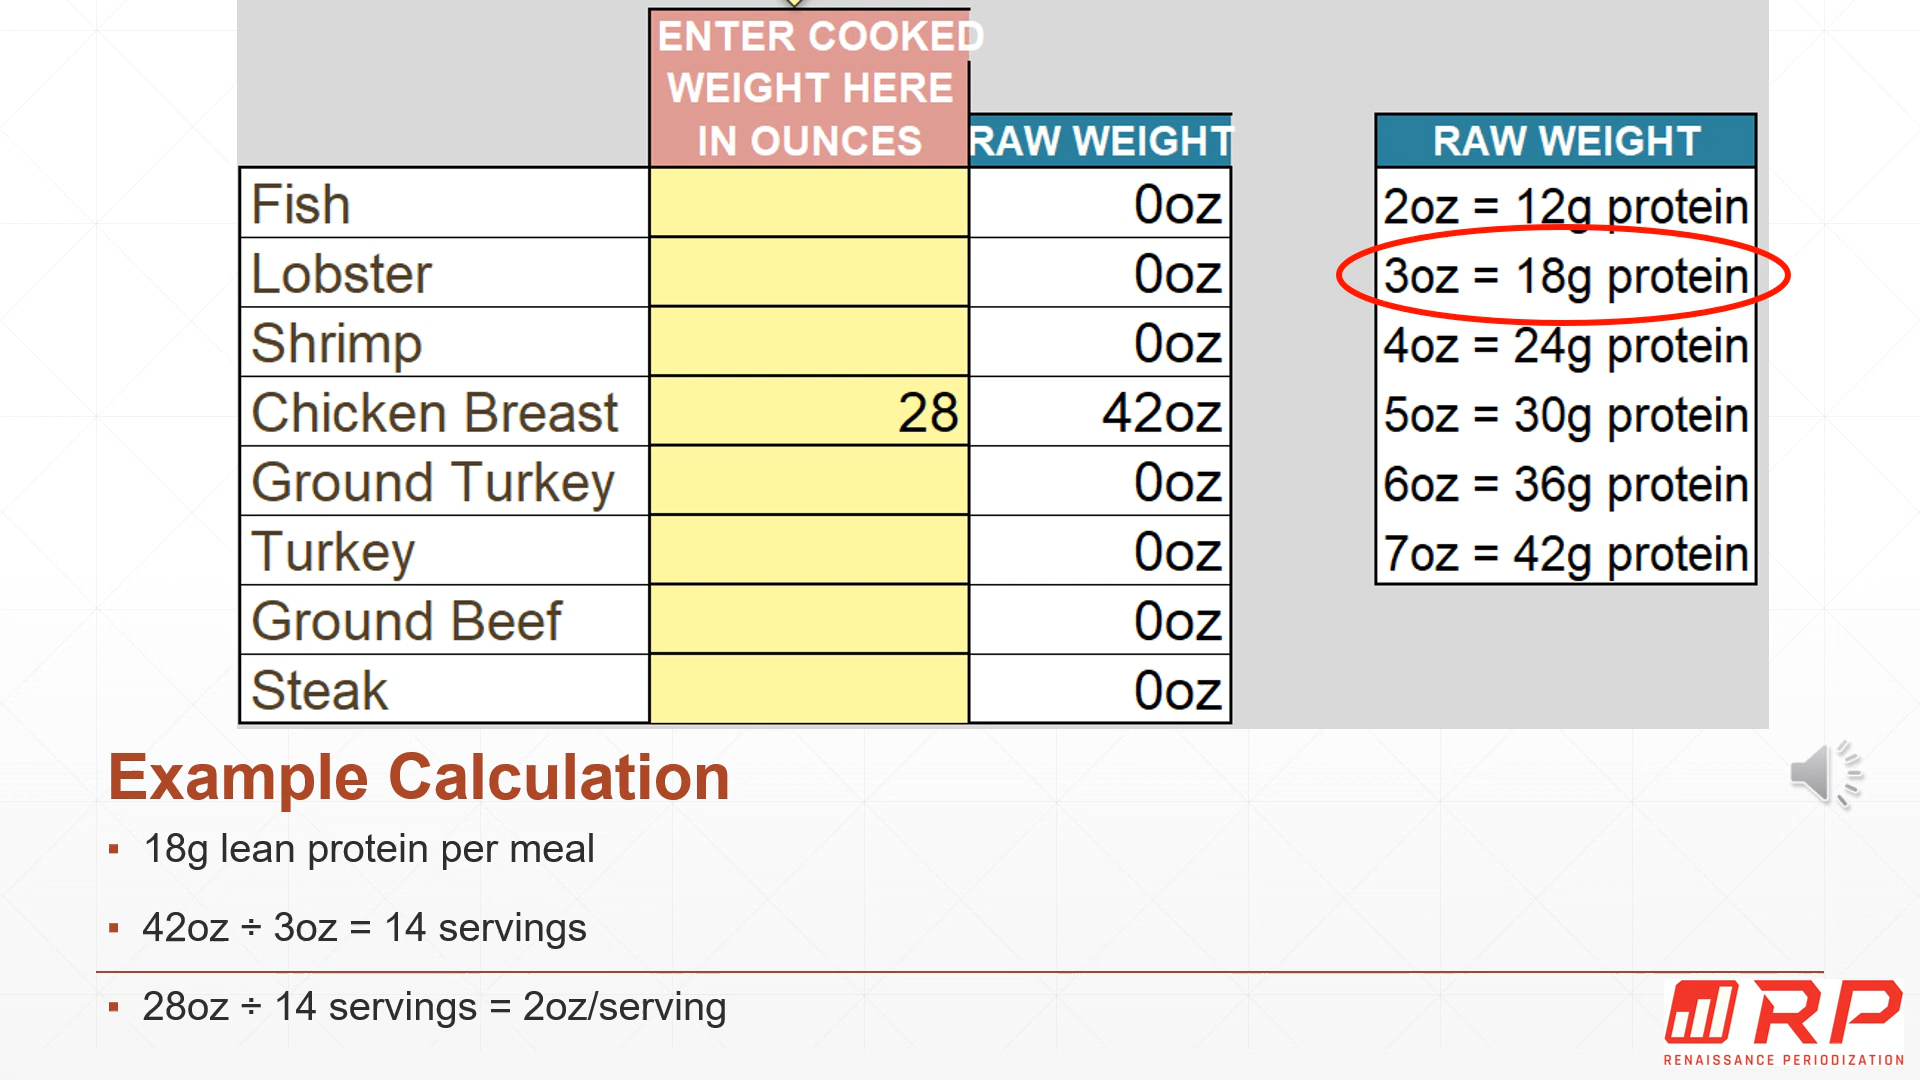 ENTER COOKED
WEIGHT HERE
IN OUNCES
RAW WEIGHT
RAW WEIGHT
Fish 0oz
Lobster 0oz
Shrimp 0oz
Chicken Breast 28 42oz
Ground Turkey 0oz
Turkey 0oz
Ground Beef 0oz
Steak 0oz
2oz = 12g protein
3oz = 18g protein
4oz = 24g protein
5oz = 30g protein
6oz = 36g protein
7oz = 42g protein
Example Calculation
▪ 18g lean protein per meal
▪ 42oz ÷ 3oz = 14 servings
▪ 28oz ÷ 14 servings = 2oz/serving
RP
RENAISSANCE PERIODIZATION